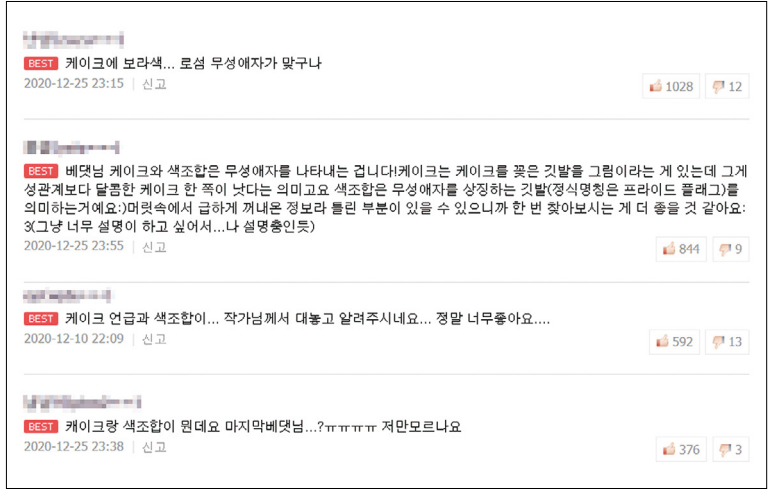 BEST 케이크에 보라색... 로섬 무성애자가 맞구나
2020-12-25 23:15 | 신고
1028 12
BEST 베댓님 케이크와 색조합은 무성애자를 나타내는 겁니다!케이크는 케이크를 꽂은 깃발을 그림이라는 게 있는데 그게
성관계보다 달콤한 케이크 한 쪽이 낫다는 의미고요 색조합은 무성애자를 상징하는 깃발(정식명칭은 프라이드 플래그)를
의미하는거예요:)머릿속에서 급하게 꺼내온 정보라 틀린 부분이 있을 수 있으니까 한 번 찾아보시는 게 더 좋을 것 같아요:
3(그냥 너무 설명이 하고 싶어서...나 설명충인듯)
2020-12-25 23:55 | 신고
844 9
BEST 케이크 언급과 색조합이... 작가님께서 대놓고 알려주시네요... 정말 너무좋아요....
2020-12-10 22:09 | 신고
592 13
BEST 캐이크랑 색조합이 뭔데요 마지막베댓님...?ㅠㅠㅠㅠ 저만모르나요
2020-12-25 23:38 | 신고
376 3